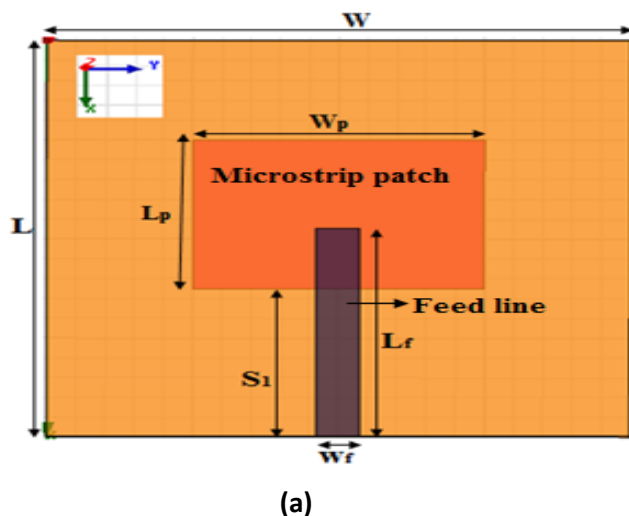 W
Z
Y
X
Wp
Microstrip patch
Lp
L
Feed line
Lf
S1
Wf
(a)